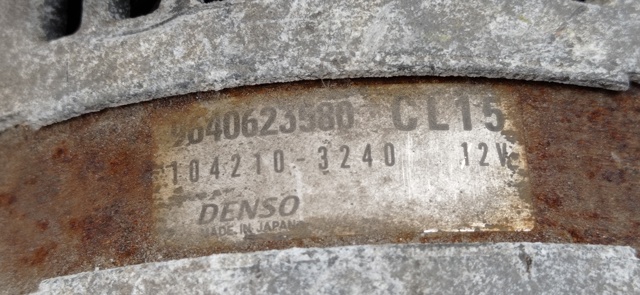 9640623580 CL15
104210-3240 12V
DENSO
MADE IN JAPAN